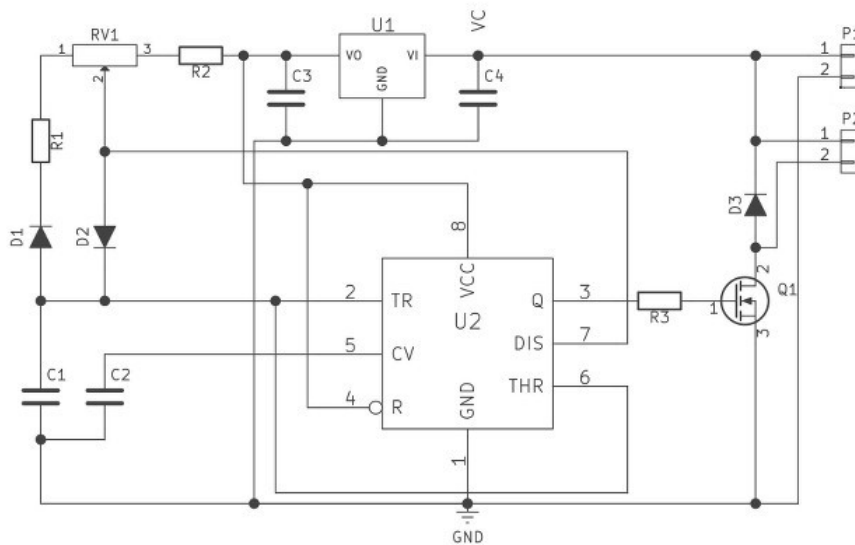 U1
VC
P1
1
RV1
3
2
R2
VO
VI
GND
C3
C4
1
2
P2
1
2
R1
D1
D2
D3
8
VCC
2
TR
U2
Q
3
R3
1
2
Q1
3
5
CV
DIS
7
C1
C2
4
R
GND
THR
6
1
GND